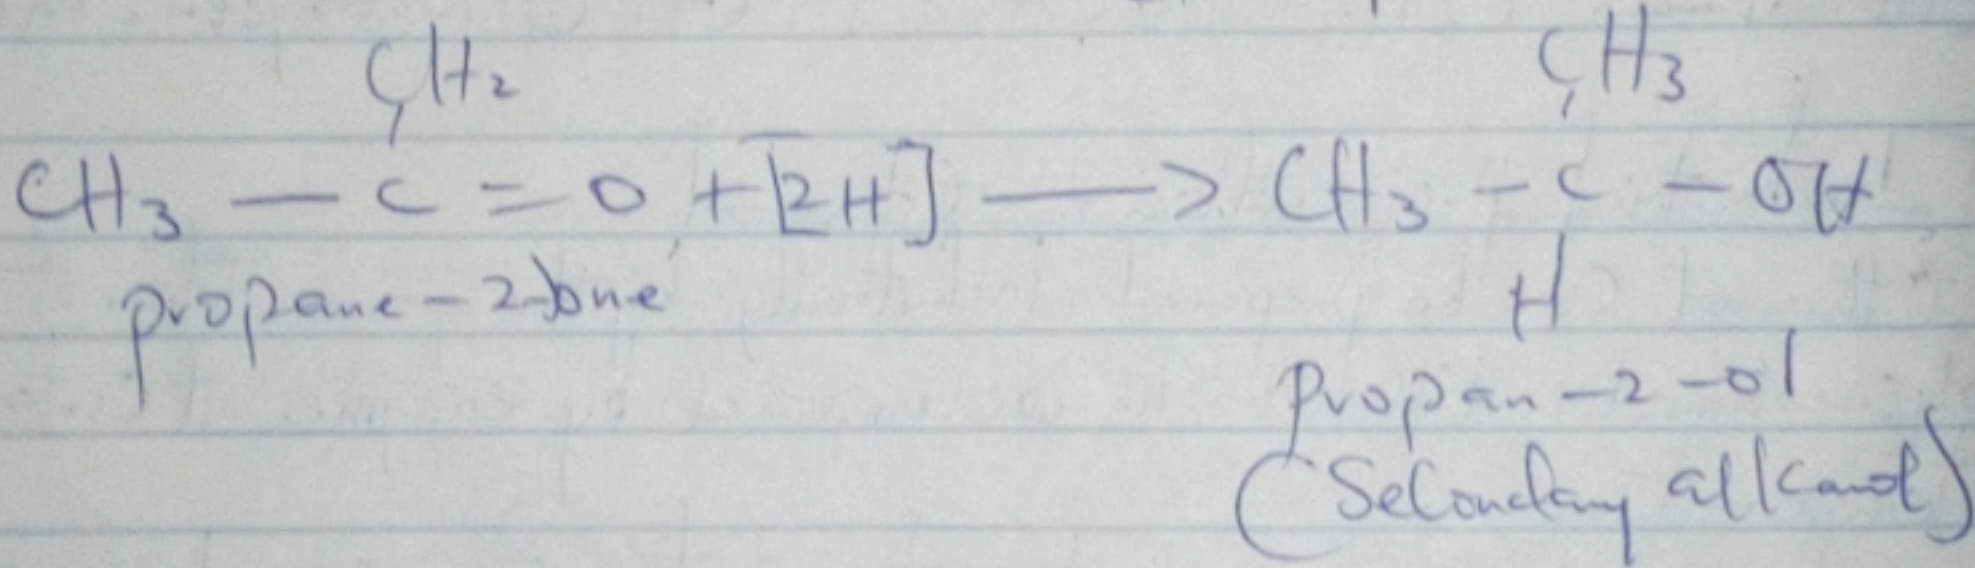 CH2 CH3
CH3 — C = O + [2H] ⟶ CH3 - C - OH
propane-2-one H
propan-2-ol
(Secondary alkanol)